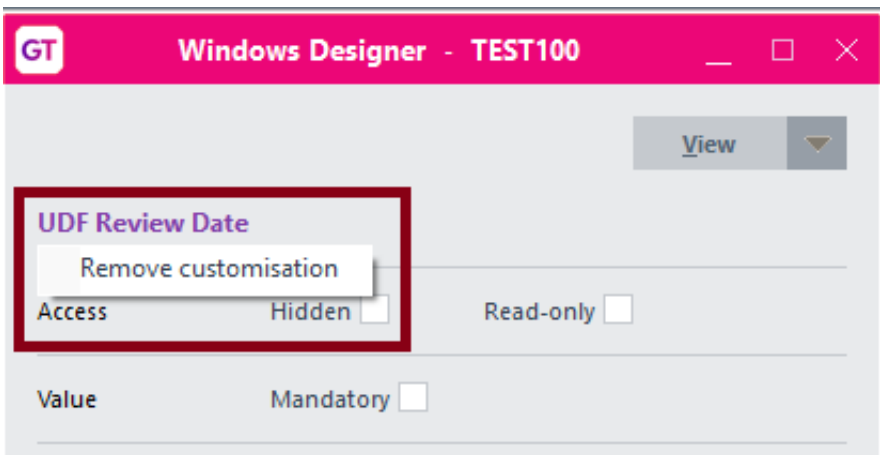 GT Windows Designer - TEST100
View
UDF Review Date
Remove customisation
Access Hidden Read-only
Value Mandatory